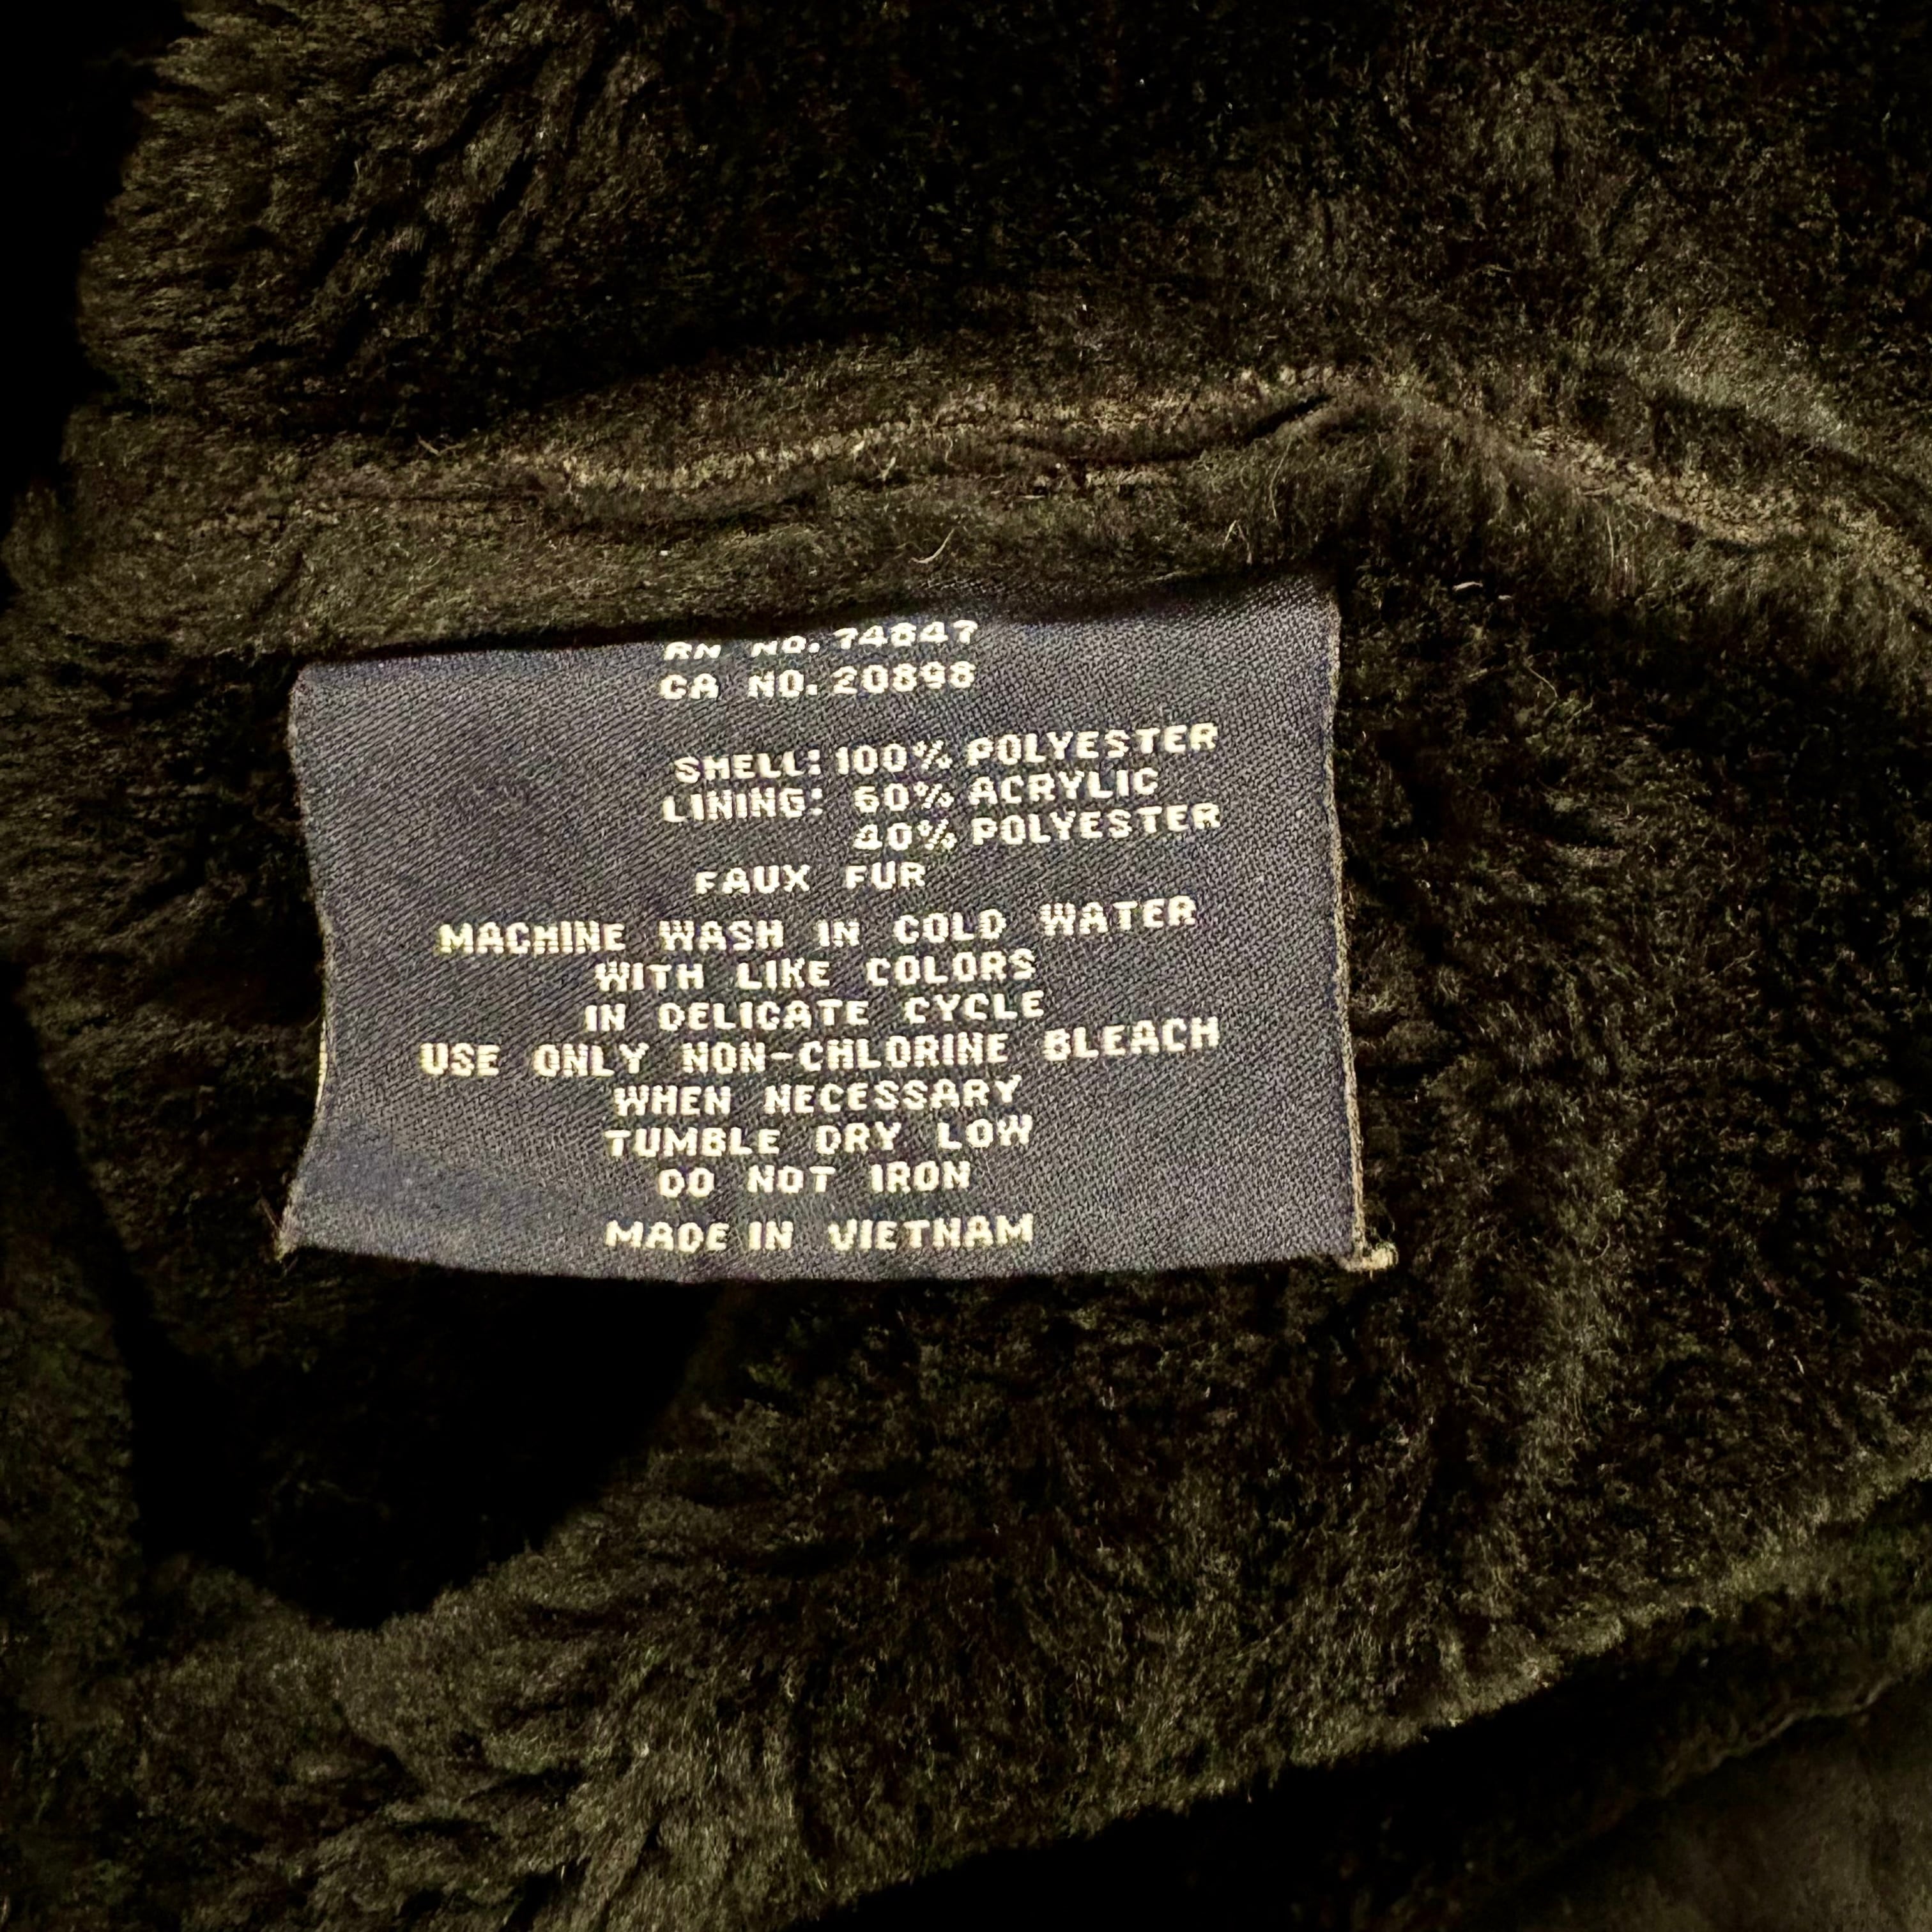 RN NO. 74847
CA NO. 20898
SHELL: 100% POLYESTER
LINING: 60% ACRYLIC
40% POLYESTER
FAUX FUR
MACHINE WASH IN COLD WATER
WITH LIKE COLORS
IN DELICATE CYCLE
USE ONLY NON-CHLORINE BLEACH
WHEN NECESSARY
TUMBLE DRY LOW
DO NOT IRON
MADE IN VIETNAM